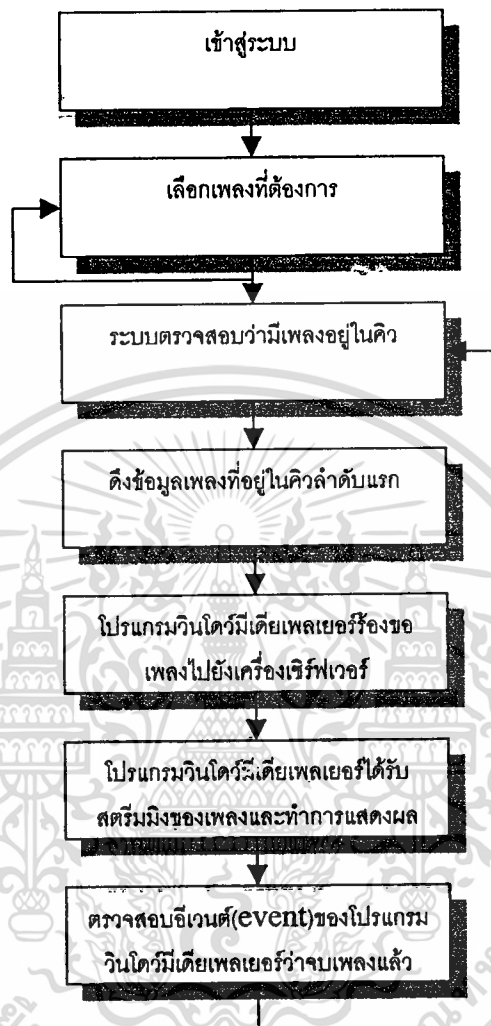 เข้าสู่ระบบ
เลือกเพลงที่ต้องการ
ระบบตรวจสอบว่ามีเพลงอยู่ในคิว
ดึงข้อมูลเพลงที่อยู่ในคิวลำดับแรก
โปรแกรมวินโดว์มีเดียเพลเยอร์ร้องขอ
เพลงไปยังเครื่องเซิร์ฟเวอร์
โปรแกรมวินโดว์มีเดียเพลเยอร์ได้รับ
สตรีมมิงของเพลงและทำการแสดงผล
ตรวจสอบอีเวนต์(event)ของโปรแกรม
วินโดว์มีเดียเพลเยอร์ว่าจบเพลงแล้ว